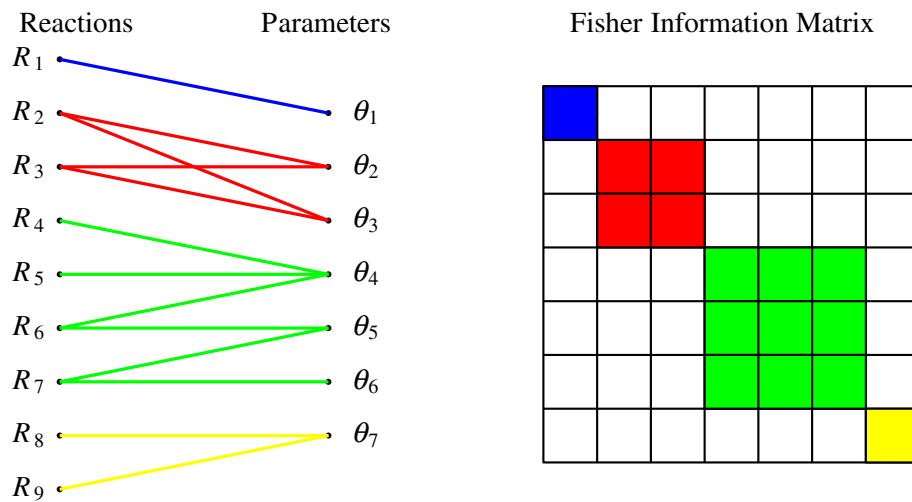 Reactions Parameters Fisher Information Matrix
R₁
R₂ θ₁
R₃ θ₂
R₄ θ₃
R₅ θ₄
R₆ θ₅
R₇ θ₆
R₈ θ₇
R₉